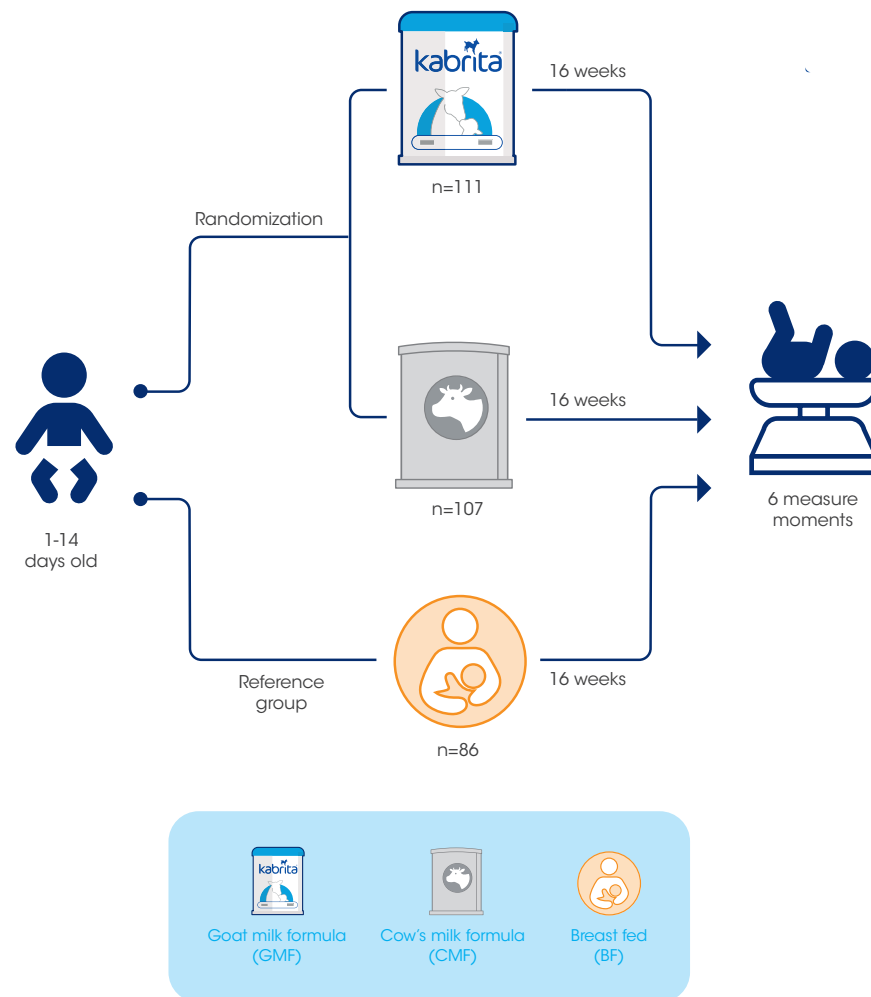 kabrita
16 weeks
n=111
Randomization
16 weeks
n=107
1-14
days old
6 measure
moments
Reference
group
16 weeks
n=86
kabrita
Goat milk formula
(GMF)
Cow's milk formula
(CMF)
Breast fed
(BF)